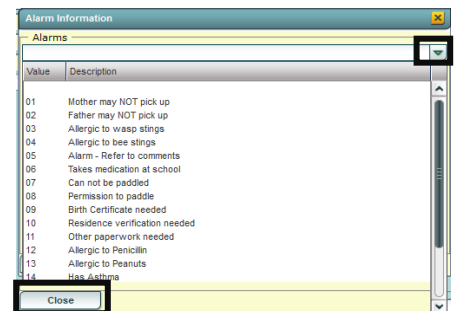 Alarm Information
Alarms
Value Description
01 Mother may NOT pick up
02 Father may NOT pick up
03 Allergic to wasp stings
04 Allergic to bee stings
05 Alarm - Refer to comments
06 Takes medication at school
07 Can not be paddled
08 Permission to paddle
09 Birth Certificate needed
10 Residence verification needed
11 Other paperwork needed
12 Allergic to Penicillin
13 Allergic to Peanuts
14 Has Asthma
Close